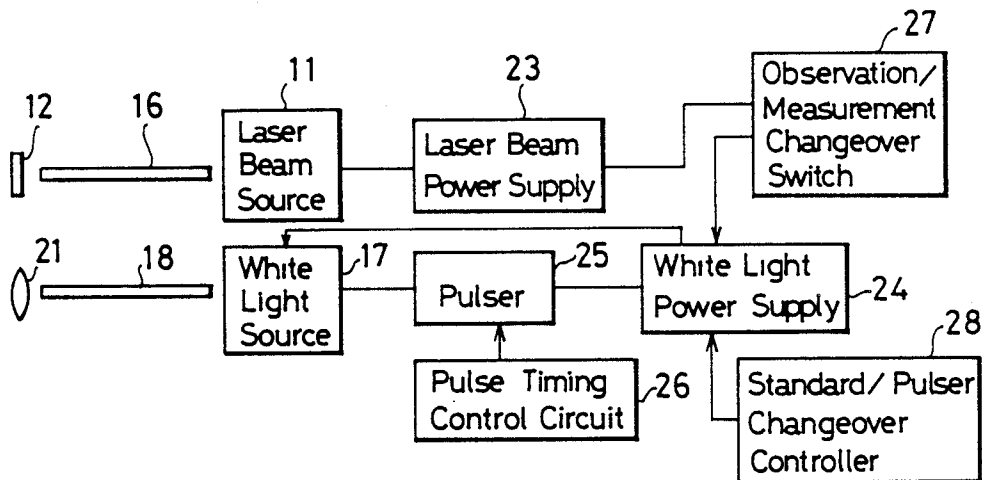 27
11
23
Observation/
Measurement
Changeover
Switch
12
16
Laser
Beam
Source
Laser Beam
Power Supply
21
18
White
Light
Source
17
25
Pulser
White Light
Power Supply
24
28
Pulse Timing
Control Circuit
26
Standard/Pulser
Changeover
Controller